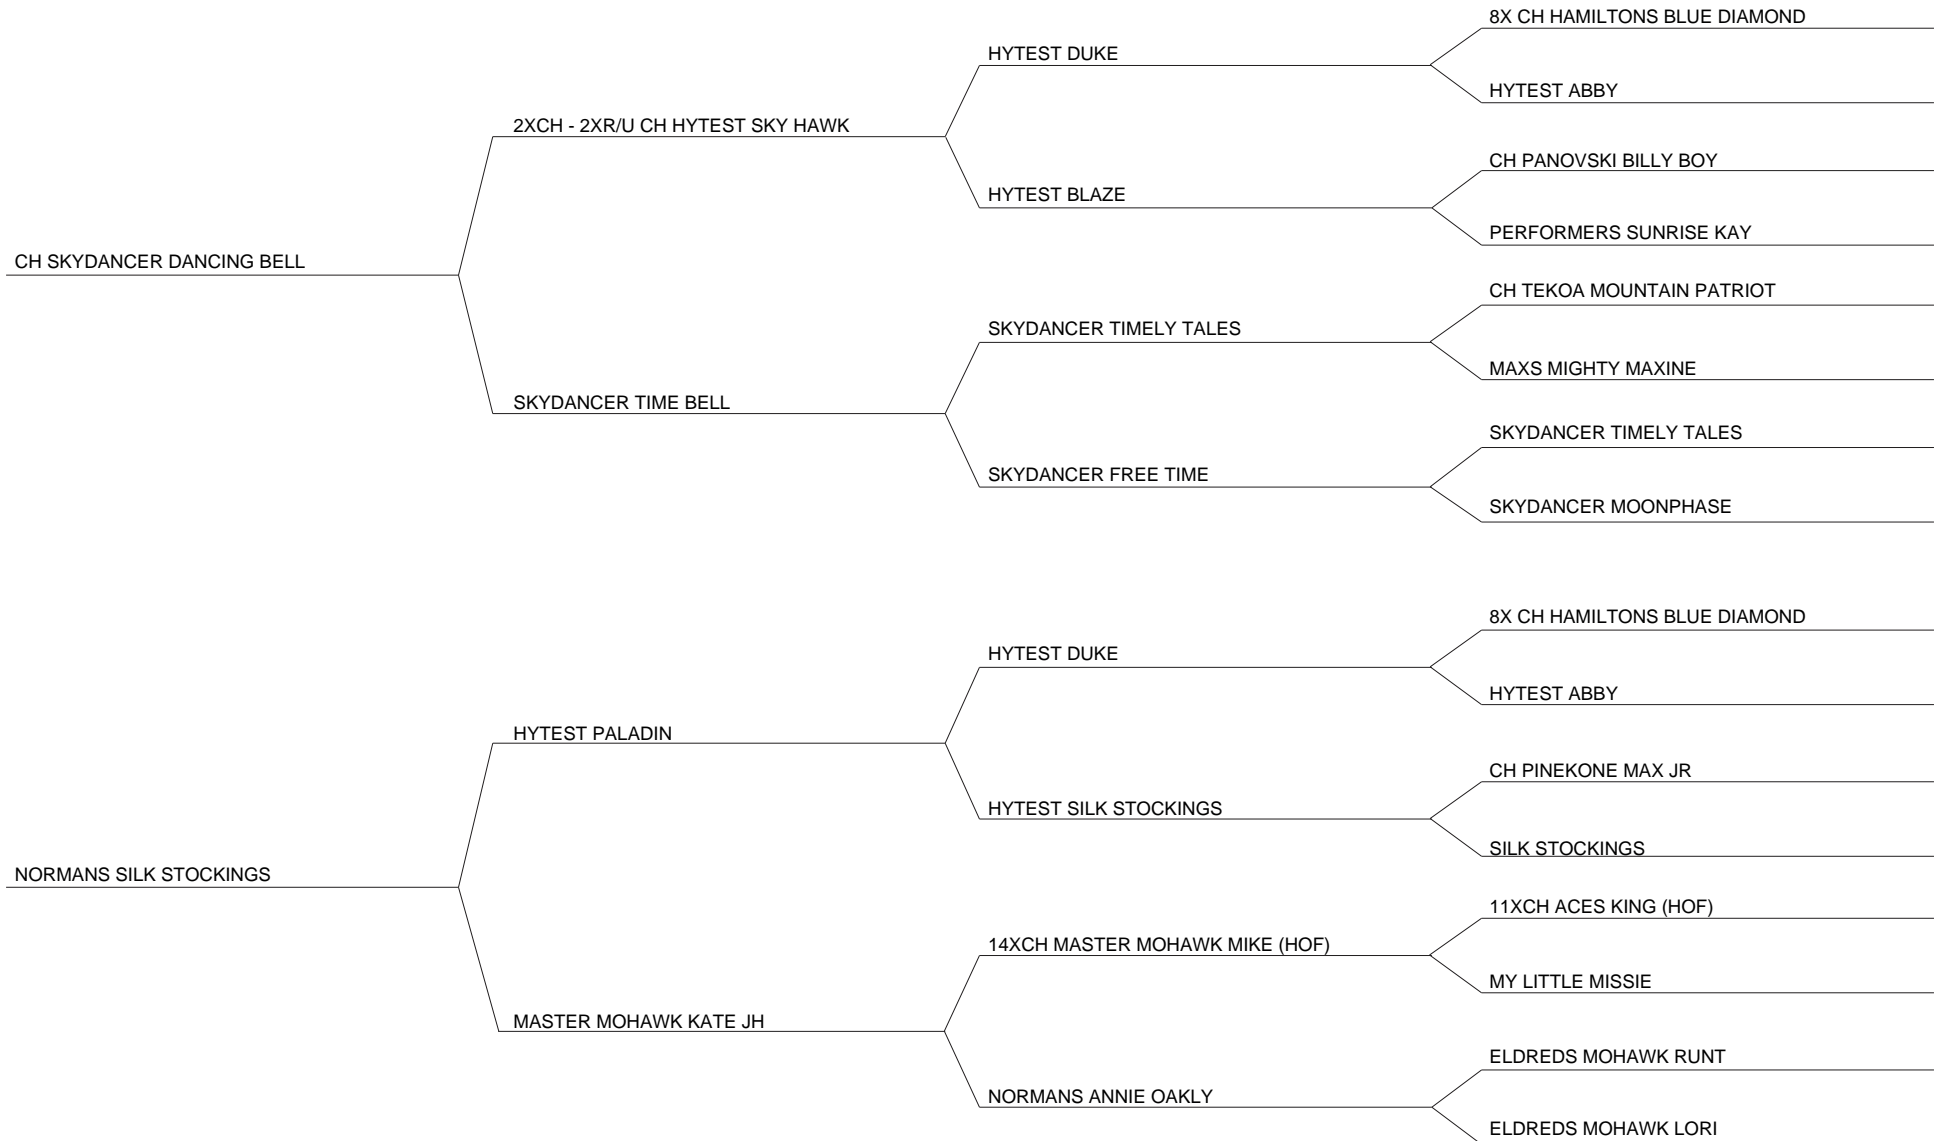 8X CH HAMILTONS BLUE DIAMOND
HYTEST DUKE
HYTEST ABBY
2XCH - 2XR/U CH HYTEST SKY HAWK
CH PANOVSKI BILLY BOY
HYTEST BLAZE
PERFORMERS SUNRISE KAY
CH SKYDANCER DANCING BELL
CH TEKOA MOUNTAIN PATRIOT
SKYDANCER TIMELY TALES
MAXS MIGHTY MAXINE
SKYDANCER TIME BELL
SKYDANCER TIMELY TALES
SKYDANCER FREE TIME
SKYDANCER MOONPHASE
8X CH HAMILTONS BLUE DIAMOND
HYTEST DUKE
HYTEST ABBY
HYTEST PALADIN
CH PINEKONE MAX JR
HYTEST SILK STOCKINGS
SILK STOCKINGS
NORMANS SILK STOCKINGS
11XCH ACES KING (HOF)
14XCH MASTER MOHAWK MIKE (HOF)
MY LITTLE MISSIE
MASTER MOHAWK KATE JH
ELDREDS MOHAWK RUNT
NORMANS ANNIE OAKLY
ELDREDS MOHAWK LORI